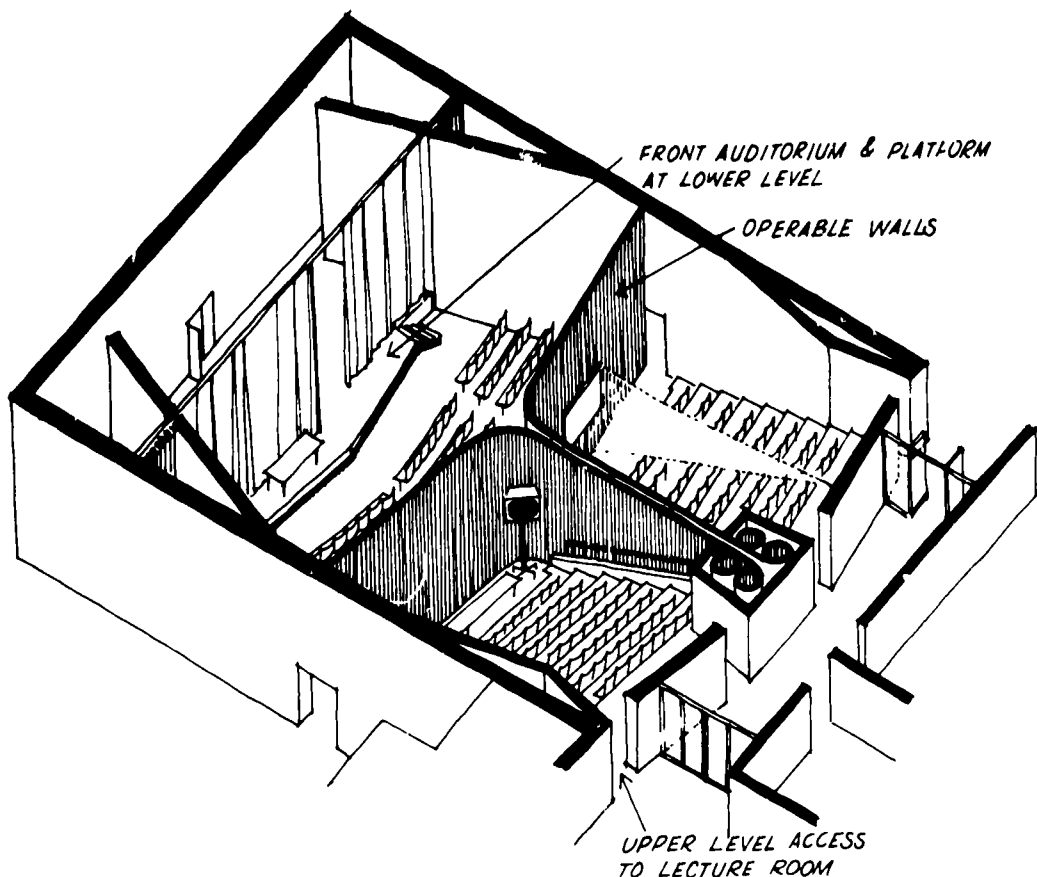 FRONT AUDITORIUM & PLATFORM
AT LOWER LEVEL
OPERABLE WALLS
UPPER LEVEL ACCESS
TO LECTURE ROOM